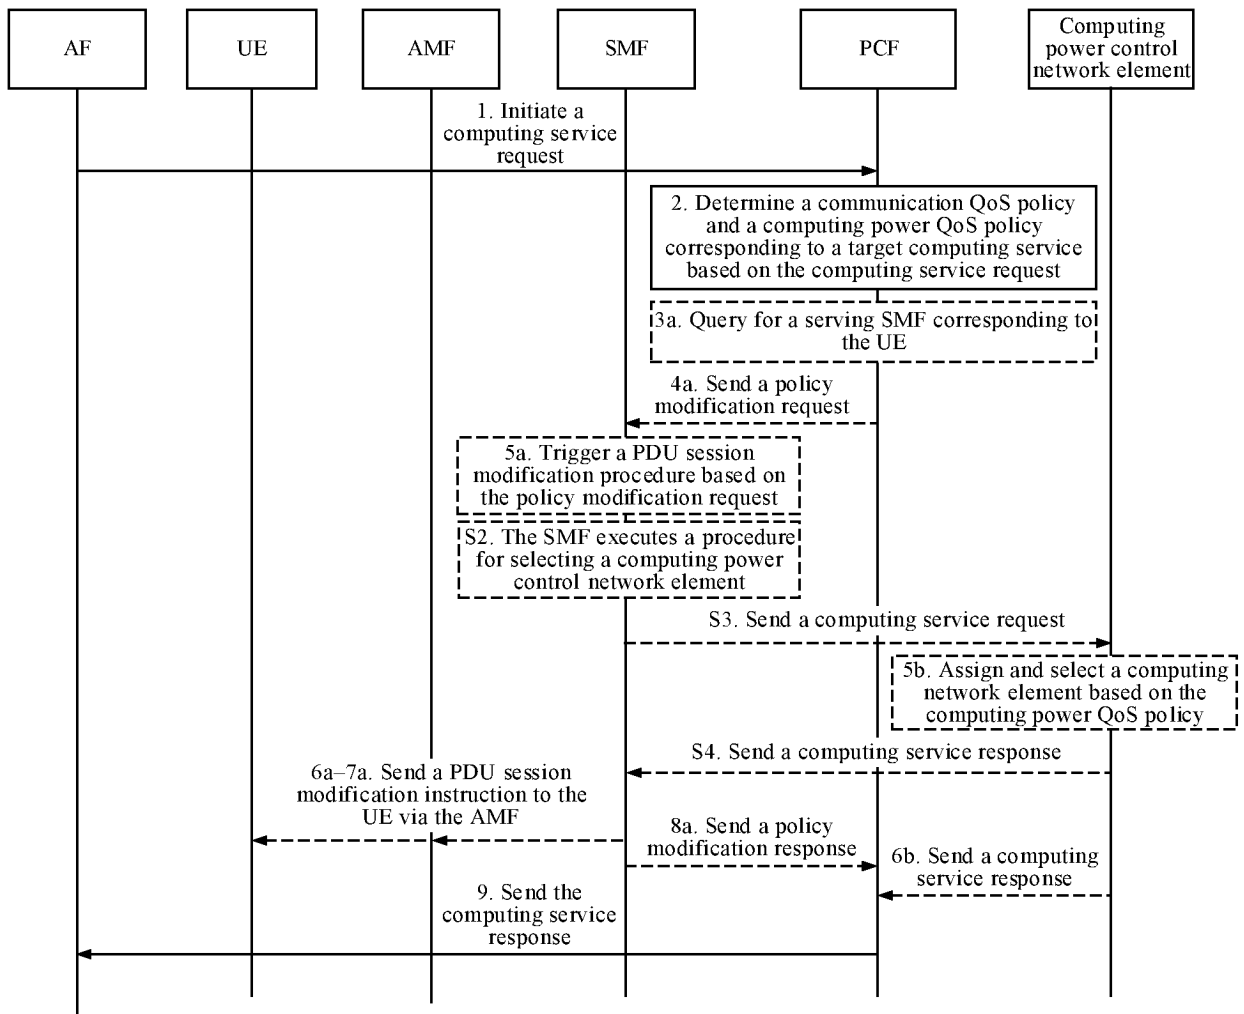 AF
UE
AMF
SMF
PCF
Computing
power control
network element
1. Initiate a
computing service
request
2. Determine a communication QoS policy
and a computing power QoS policy
corresponding to a target computing service
based on the computing service request
3a. Query for a serving SMF corresponding to
the UE
4a. Send a policy
modification request
5a. Trigger a PDU session
modification procedure based on
the policy modification request
S2. The SMF executes a procedure
for selecting a computing power
control network element
S3. Send a computing service request
5b. Assign and select a computing
network element based on the
computing power QoS policy
S4. Send a computing service response
6a–7a. Send a PDU session
modification instruction to the
UE via the AMF
8a. Send a policy
modification response
6b. Send a computing
service response
9. Send the
computing service
response